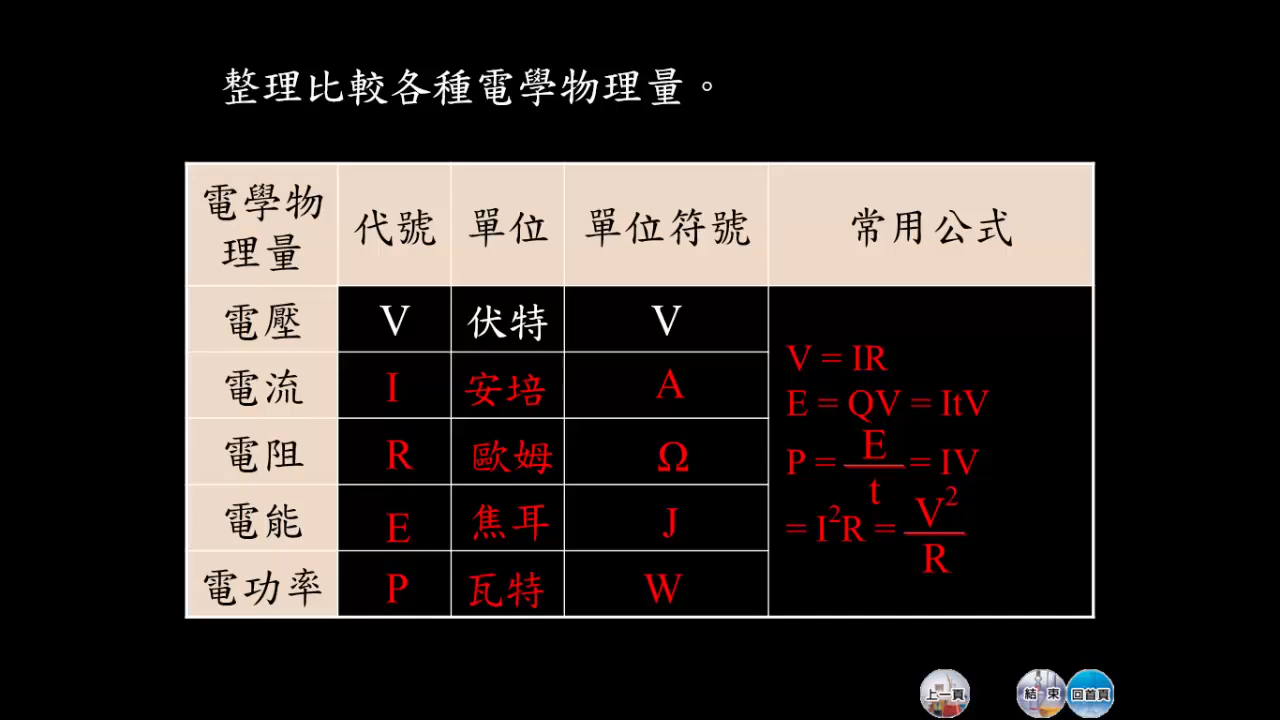 整理比較各種電學物理量。
電學物理量 代號 單位 單位符號 常用公式
電壓 V 伏特 V
電流 I 安培 A
電阻 R 歐姆 Ω
電能 E 焦耳 J
電功率 P 瓦特 W
V = IR
E = QV = ItV
P = E/t = IV
= I²R = V²/R
上一頁 結束 回首頁